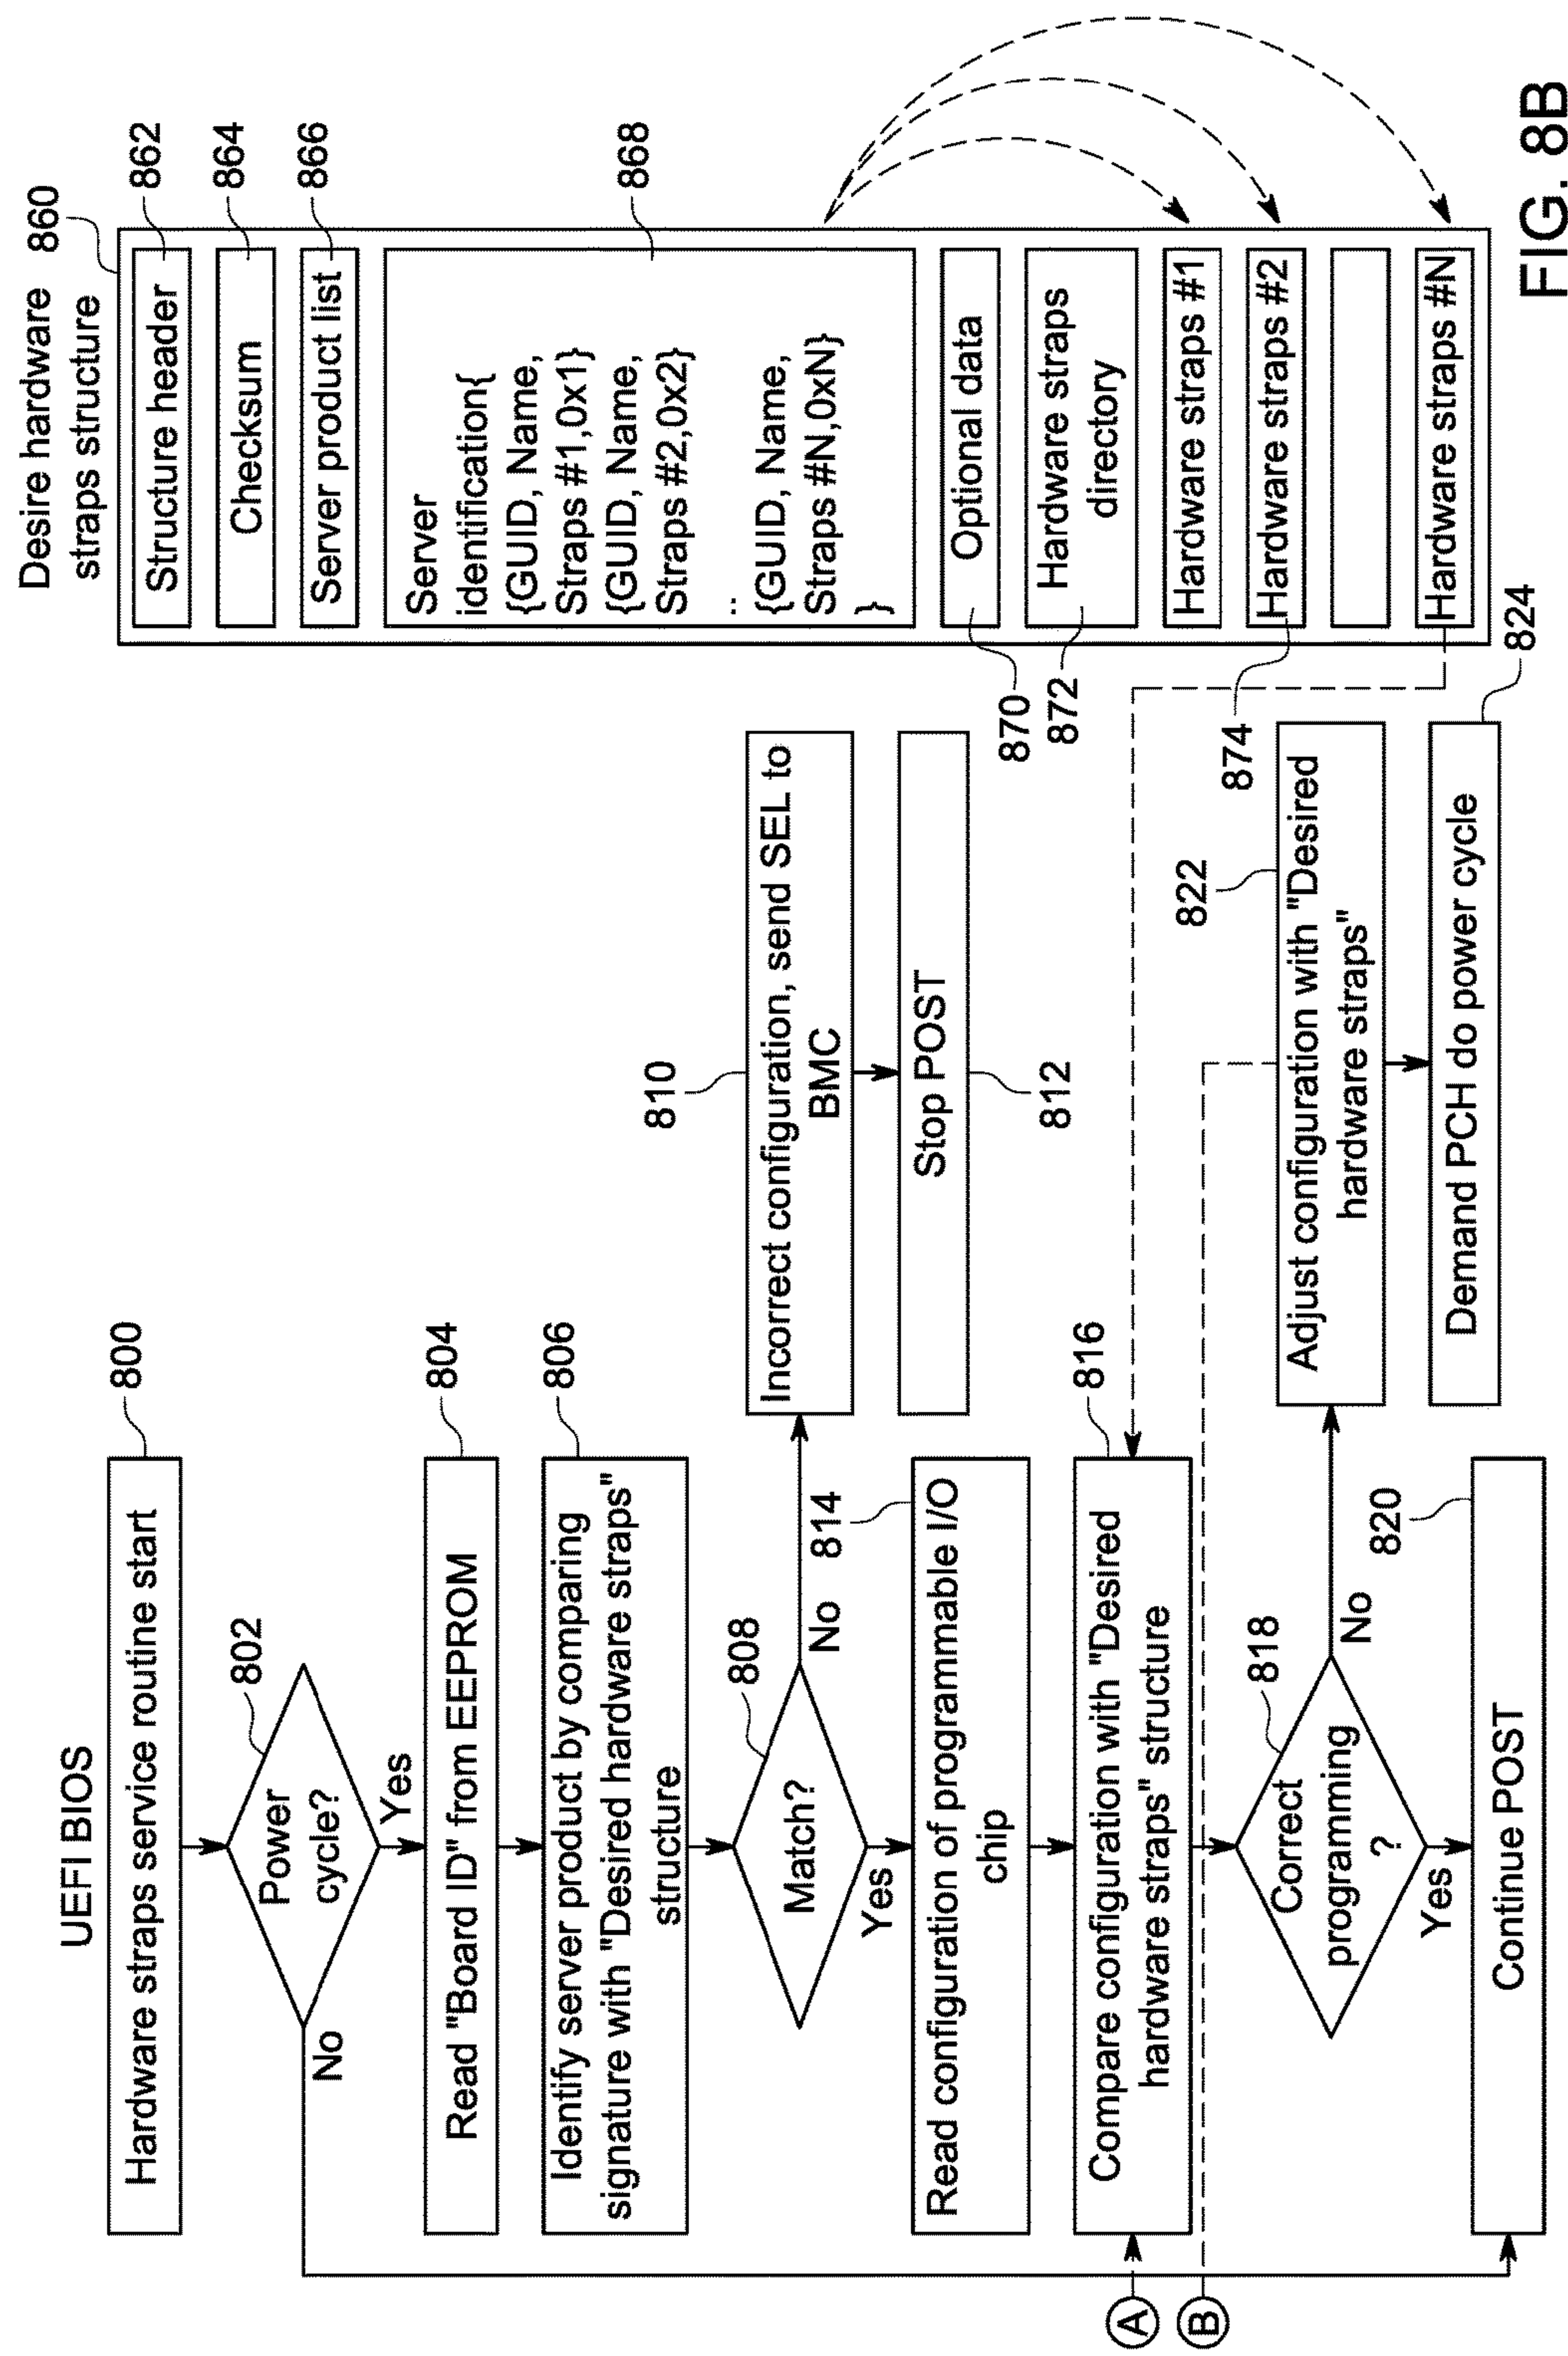 UEFI BIOS
Hardware straps service routine start
800
Power
cycle?
802
No
Yes
Read "Board ID" from EEPROM
804
Identify server product by comparing
signature with "Desired hardware straps"
structure
806
Match?
808
No
Yes
Incorrect configuration, send SEL to
BMC
810
Stop POST
812
Read configuration of programmable I/O
chip
814
Compare configuration with "Desired
hardware straps" structure
816
A
B
Correct
programming
?
818
No
Yes
Continue POST
820
Adjust configuration with "Desired
hardware straps"
822
Demand PCH do power cycle
824
Desire hardware
straps structure
860
Structure header
862
Checksum
864
Server product list
866
Server
identification{
{GUID, Name,
Straps #1,0x1}
{GUID, Name,
Straps #2,0x2}
..
{GUID, Name,
Straps #N,0xN}
}
868
Optional data
870
Hardware straps
directory
872
Hardware straps #1
Hardware straps #2
874
Hardware straps #N
FIG. 8B